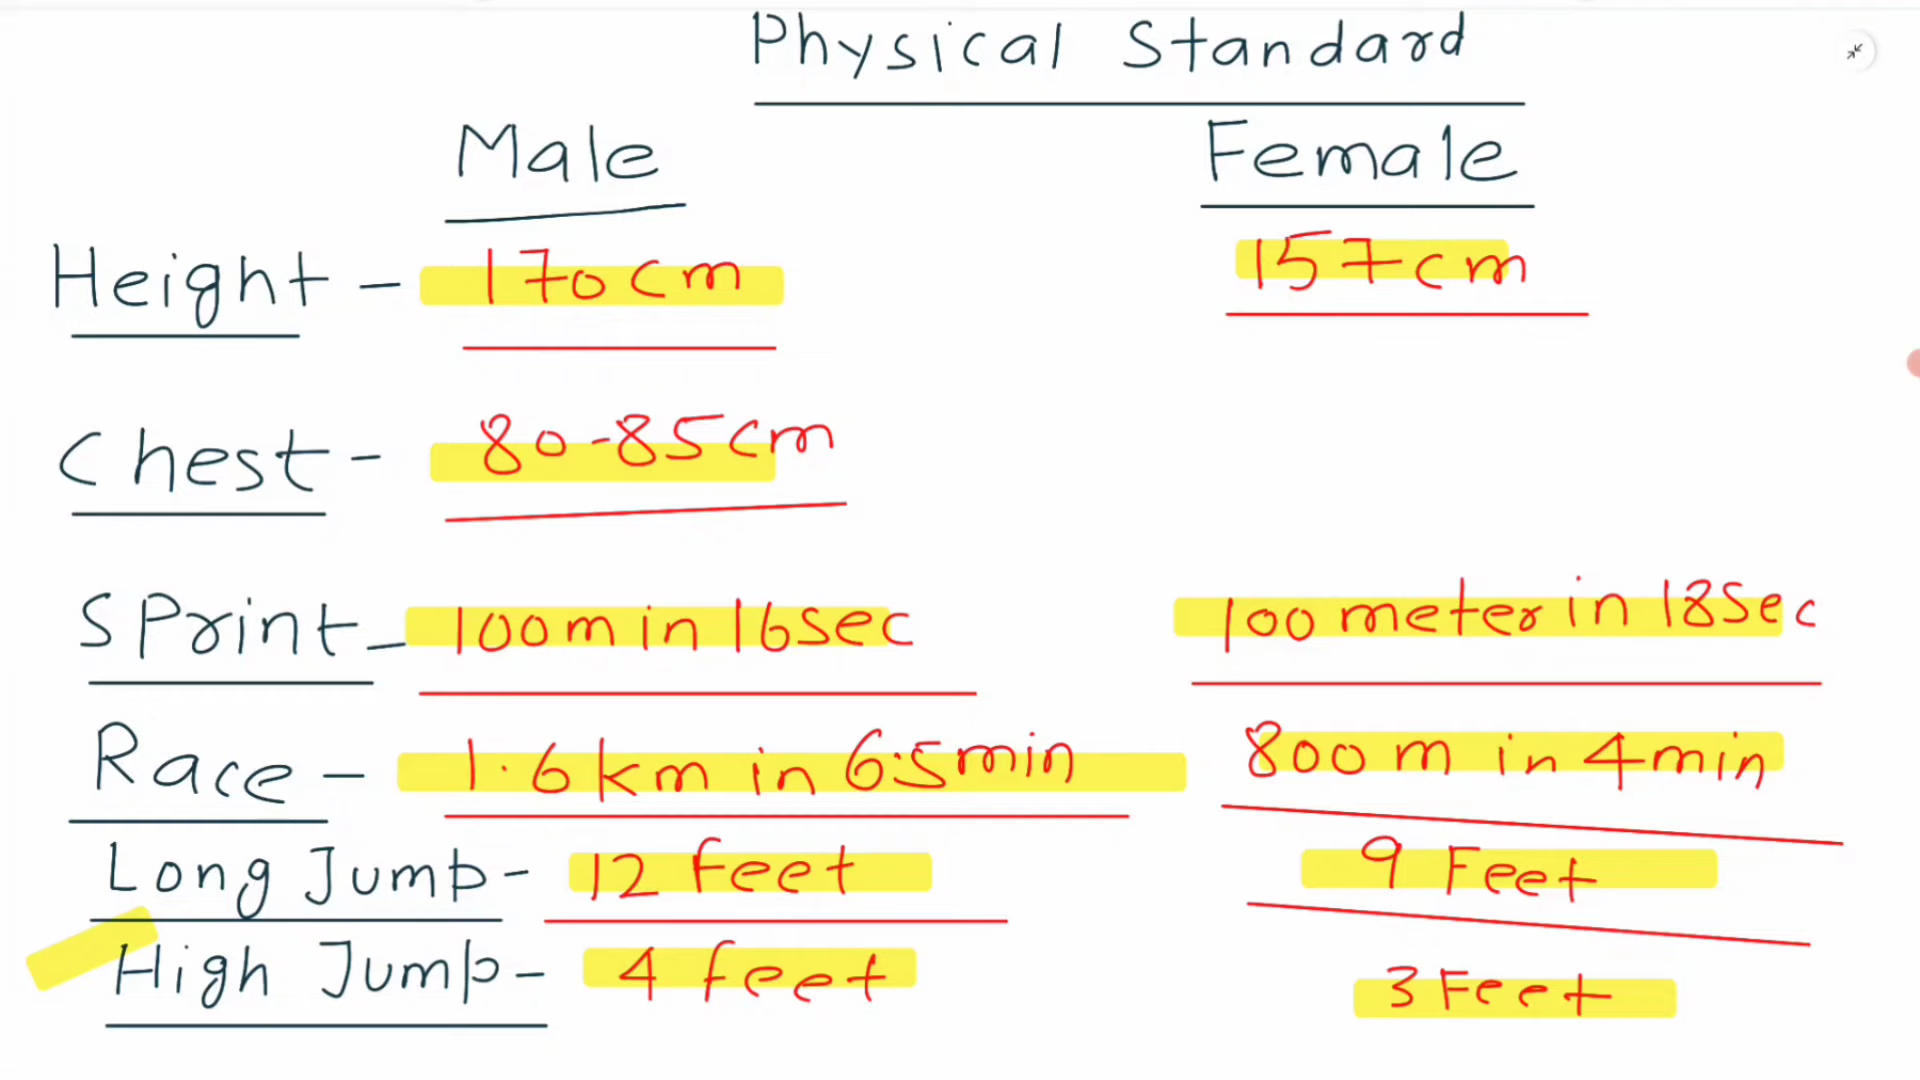 Physical Standard
Male Female
Height - 170cm 157cm
Chest - 80-85cm
SPrint - 100m in 16sec 100 meter in 18Sec
Race - 1.6 km in 6.5min 800 m in 4min
Long Jump - 12 feet 9 Feet
High Jump - 4 feet 3 Feet